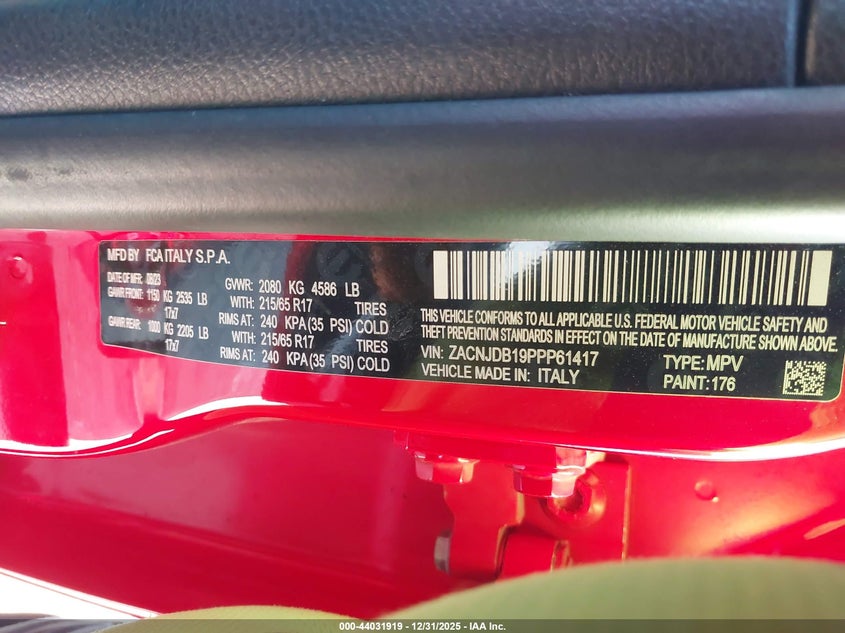 MFD BY FCA ITALY S.P.A.
DATE OF MFR: 08/23 GVWR: 2080 KG 4586 LB
GAWR FRONT: 1150 KG 2535 LB WITH: 215/65 R17 TIRES
17x7 RIMS AT: 240 KPA (35 PSI) COLD
GAWR REAR: 1000 KG 2205 LB WITH: 215/65 R17 TIRES
17x7 RIMS AT: 240 KPA (35 PSI) COLD
THIS VEHICLE CONFORMS TO ALL APPLICABLE U.S. FEDERAL MOTOR VEHICLE SAFETY AND
THEFT PREVENTION STANDARDS IN EFFECT ON THE DATE OF MANUFACTURE SHOWN ABOVE.
VIN: ZACNJDB19PPP61417 TYPE: MPV
VEHICLE MADE IN: ITALY PAINT: 176
000-44031919 - 12/31/2025 - IAA Inc.